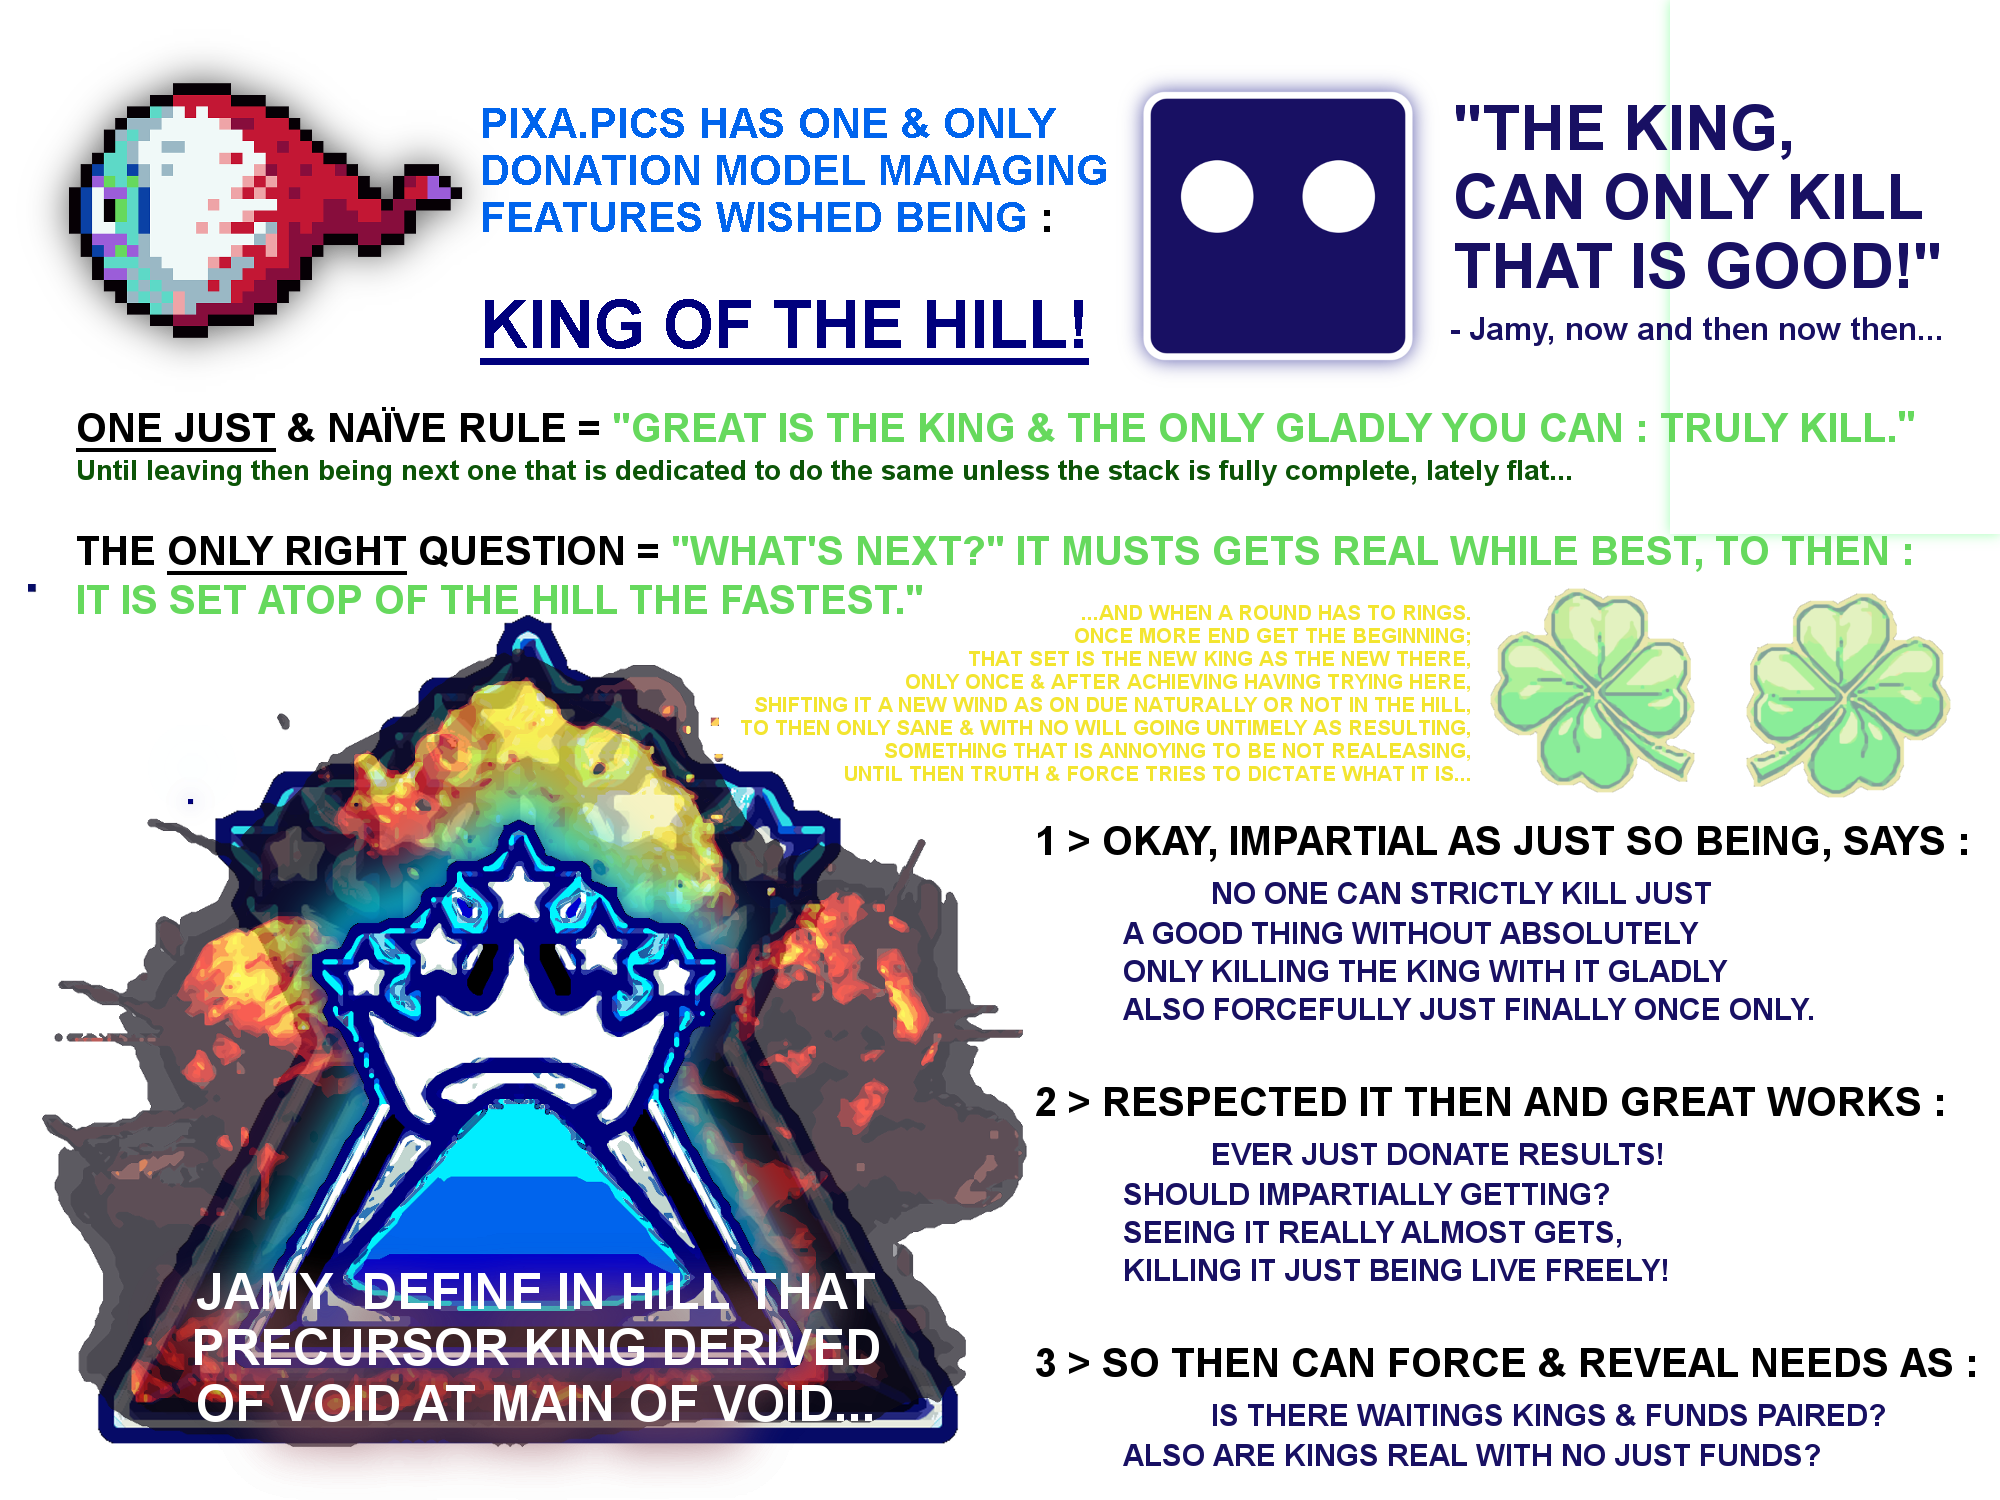 PIXA.PICS HAS ONE & ONLY
DONATION MODEL MANAGING
FEATURES WISHED BEING :
KING OF THE HILL!
"THE KING,
CAN ONLY KILL
THAT IS GOOD!"
- Jamy, now and then now then...
ONE JUST & NAÏVE RULE = "GREAT IS THE KING & THE ONLY GLADLY YOU CAN : TRULY KILL."
Until leaving then being next one that is dedicated to do the same unless the stack is fully complete, lately flat...
THE ONLY RIGHT QUESTION = "WHAT'S NEXT?" IT MUSTS GETS REAL WHILE BEST, TO THEN :
IT IS SET ATOP OF THE HILL THE FASTEST."
...AND WHEN A ROUND HAS TO RINGS.
ONCE MORE END GET THE BEGINNING;
THAT SET IS THE NEW KING AS THE NEW THERE,
ONLY ONCE & AFTER ACHIEVING HAVING TRYING HERE,
SHIFTING IT A NEW WIND AS ON DUE NATURALLY OR NOT IN THE HILL,
TO THEN ONLY SANE & WITH NO WILL GOING UNTIMELY AS RESULTING,
SOMETHING THAT IS ANNOYING TO BE NOT REALEASING,
UNTIL THEN TRUTH & FORCE TRIES TO DICTATE WHAT IT IS...
1 > OKAY, IMPARTIAL AS JUST SO BEING, SAYS :
NO ONE CAN STRICTLY KILL JUST
A GOOD THING WITHOUT ABSOLUTELY
ONLY KILLING THE KING WITH IT GLADLY
ALSO FORCEFULLY JUST FINALLY ONCE ONLY.
2 > RESPECTED IT THEN AND GREAT WORKS :
EVER JUST DONATE RESULTS!
SHOULD IMPARTIALLY GETTING?
SEEING IT REALLY ALMOST GETS,
KILLING IT JUST BEING LIVE FREELY!
3 > SO THEN CAN FORCE & REVEAL NEEDS AS :
IS THERE WAITINGS KINGS & FUNDS PAIRED?
ALSO ARE KINGS REAL WITH NO JUST FUNDS?
JAMY DEFINE IN HILL THAT
PRECURSOR KING DERIVED
OF VOID AT MAIN OF VOID...